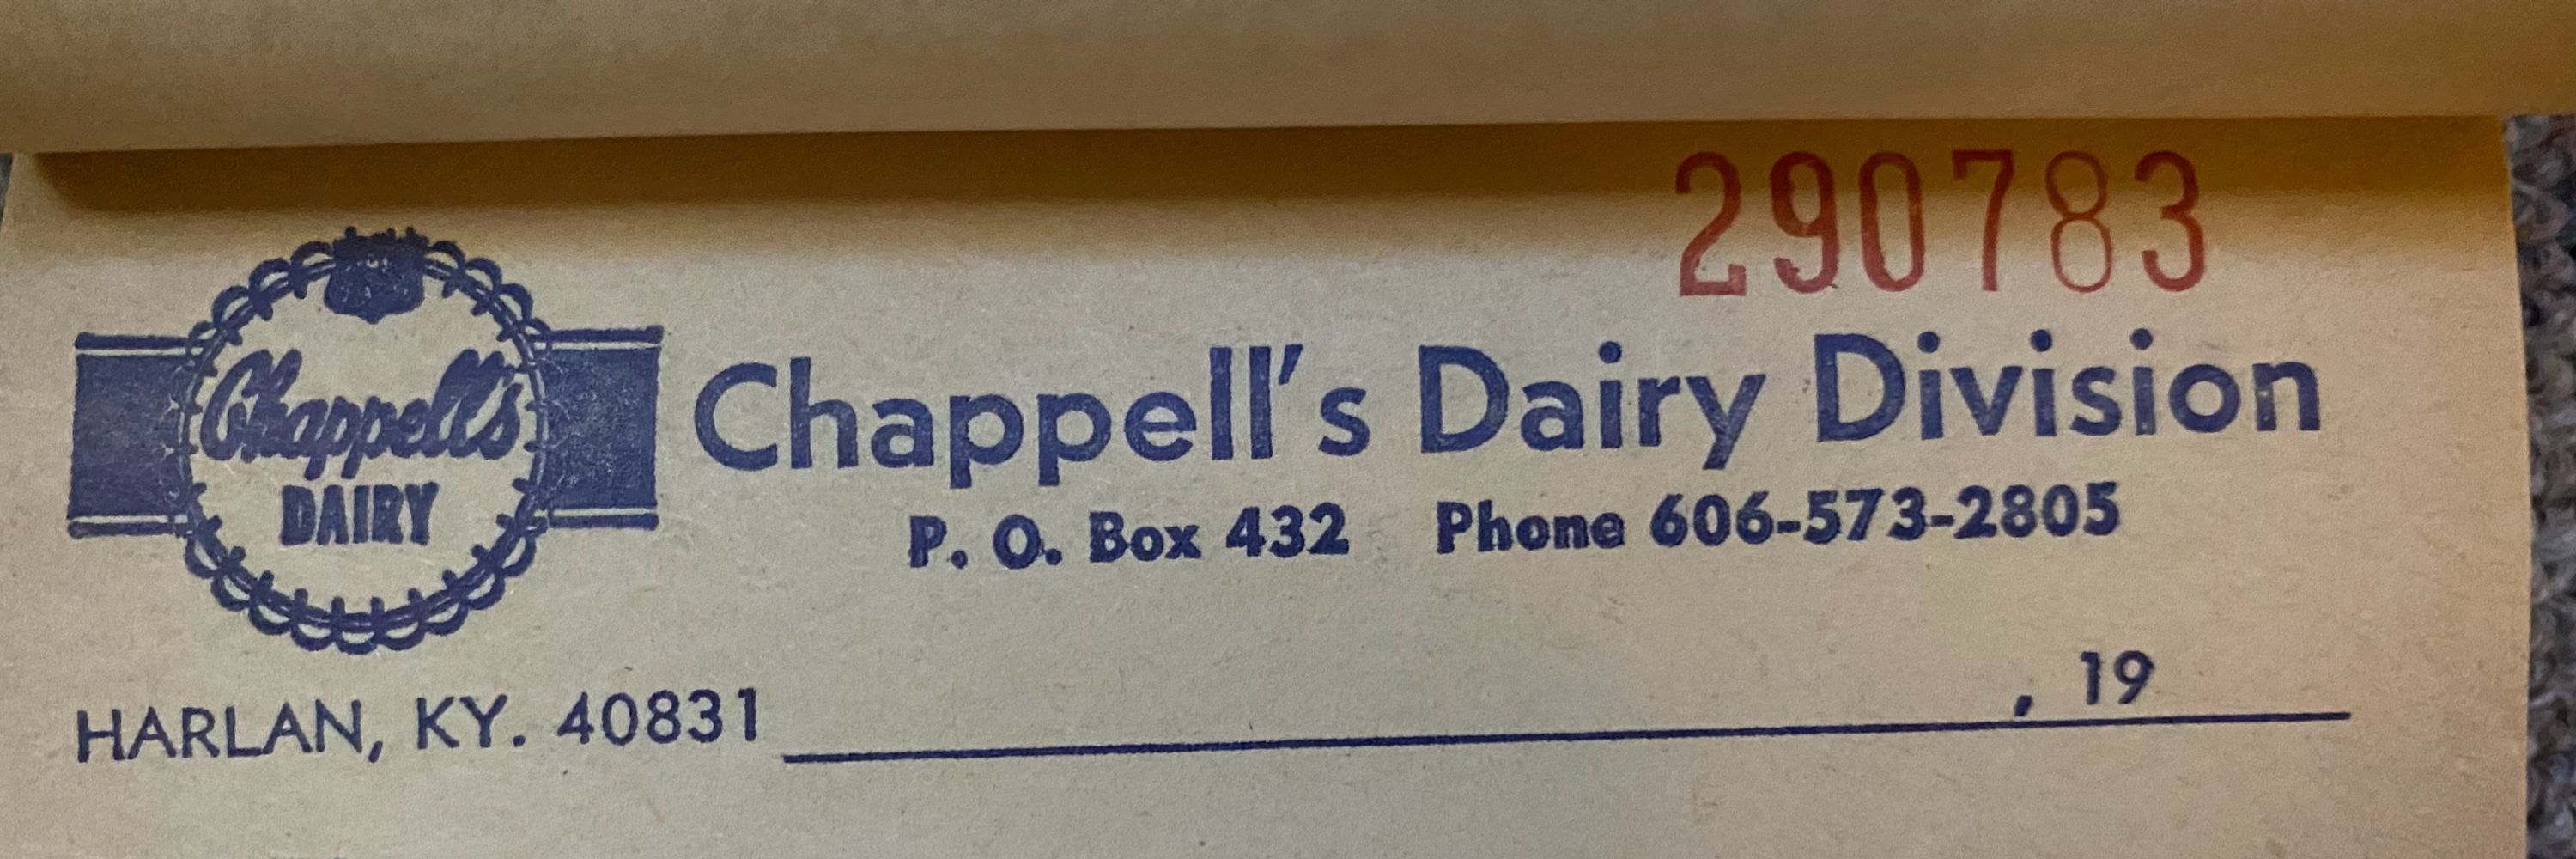 290783
Chappell's
DAIRY
Chappell's Dairy Division
P. O. Box 432 Phone 606-573-2805
HARLAN, KY. 40831 , 19